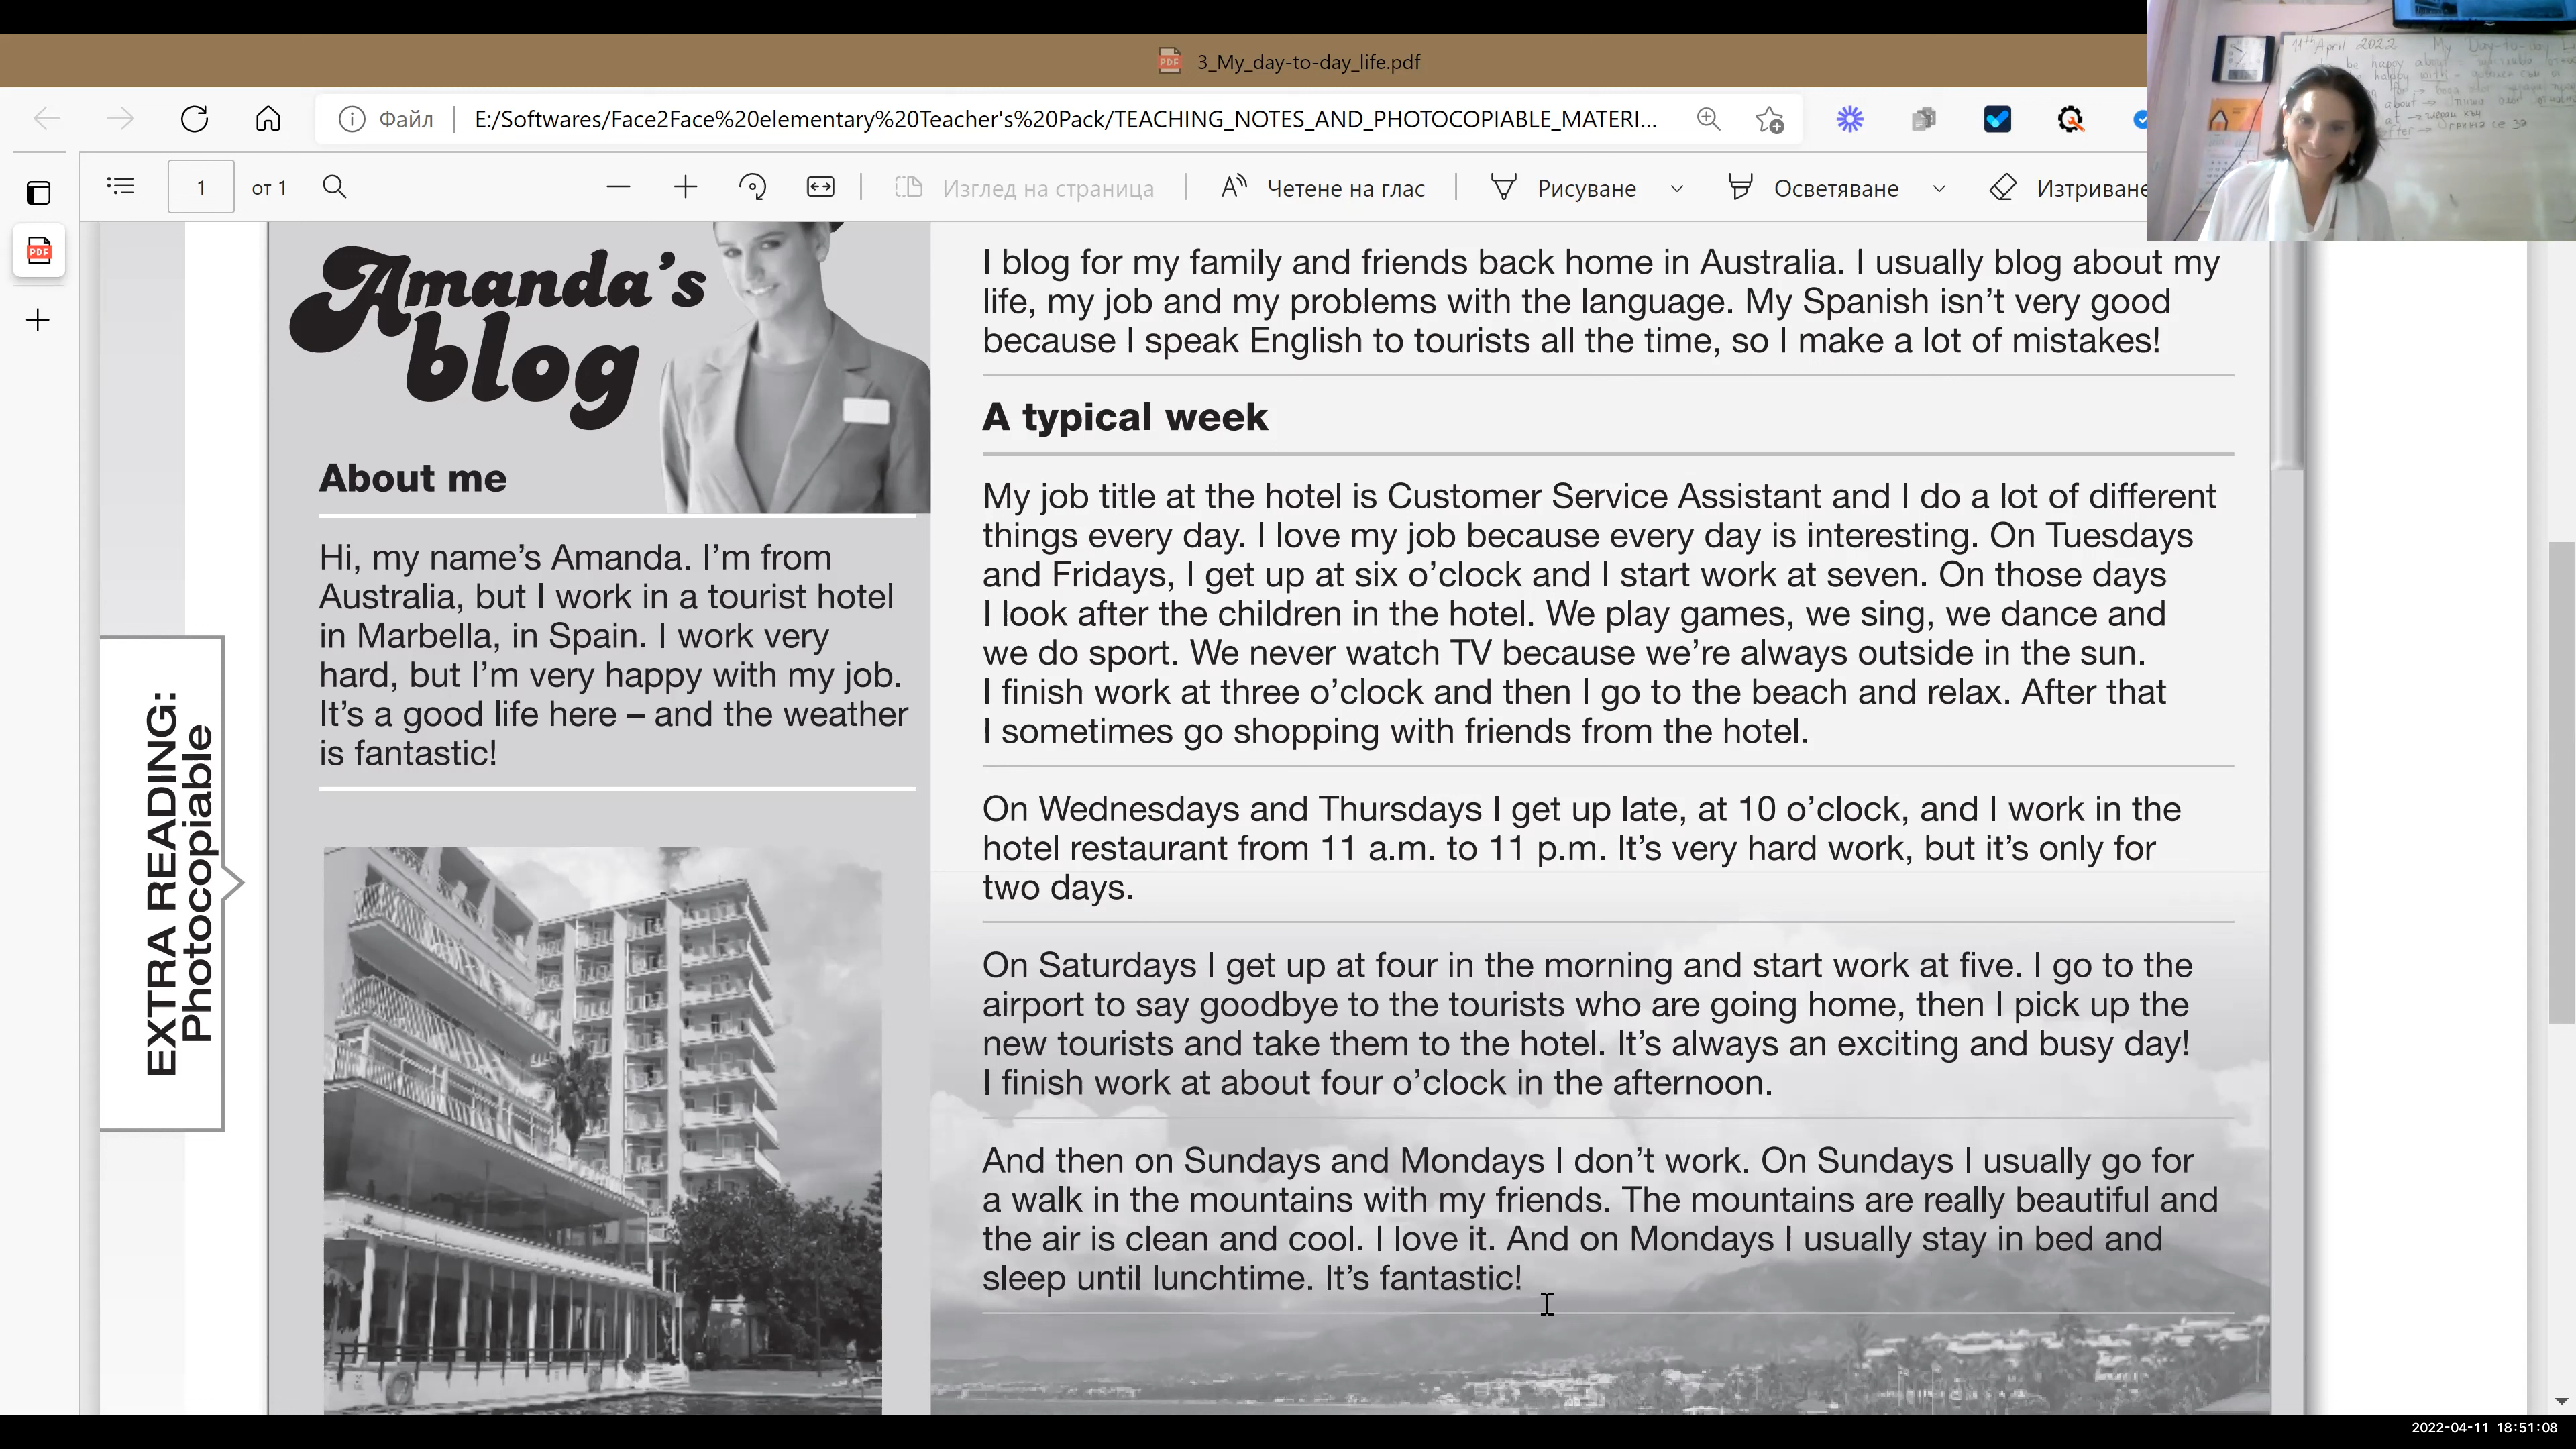 3_My_day-to-day_life.pdf
Файл
E:/Softwares/Face2Face%20elementary%20Teacher's%20Pack/TEACHING_NOTES_AND_PHOTOCOPIABLE_MATERI...
1 от 1
Изглед на страница
Четене на глас
Рисуване
Осветяване
Изтриване
11th April 2022 My Day-to-day
be happy about
Amanda's
blog
About me
Hi, my name's Amanda. I'm from
Australia, but I work in a tourist hotel
in Marbella, in Spain. I work very
hard, but I'm very happy with my job.
It's a good life here – and the weather
is fantastic!
EXTRA READING:
Photocopiable
I blog for my family and friends back home in Australia. I usually blog about my
life, my job and my problems with the language. My Spanish isn't very good
because I speak English to tourists all the time, so I make a lot of mistakes!
A typical week
My job title at the hotel is Customer Service Assistant and I do a lot of different
things every day. I love my job because every day is interesting. On Tuesdays
and Fridays, I get up at six o'clock and I start work at seven. On those days
I look after the children in the hotel. We play games, we sing, we dance and
we do sport. We never watch TV because we're always outside in the sun.
I finish work at three o'clock and then I go to the beach and relax. After that
I sometimes go shopping with friends from the hotel.
On Wednesdays and Thursdays I get up late, at 10 o'clock, and I work in the
hotel restaurant from 11 a.m. to 11 p.m. It's very hard work, but it's only for
two days.
On Saturdays I get up at four in the morning and start work at five. I go to the
airport to say goodbye to the tourists who are going home, then I pick up the
new tourists and take them to the hotel. It's always an exciting and busy day!
I finish work at about four o'clock in the afternoon.
And then on Sundays and Mondays I don't work. On Sundays I usually go for
a walk in the mountains with my friends. The mountains are really beautiful and
the air is clean and cool. I love it. And on Mondays I usually stay in bed and
sleep until lunchtime. It's fantastic!
2022-04-11 18:51:08